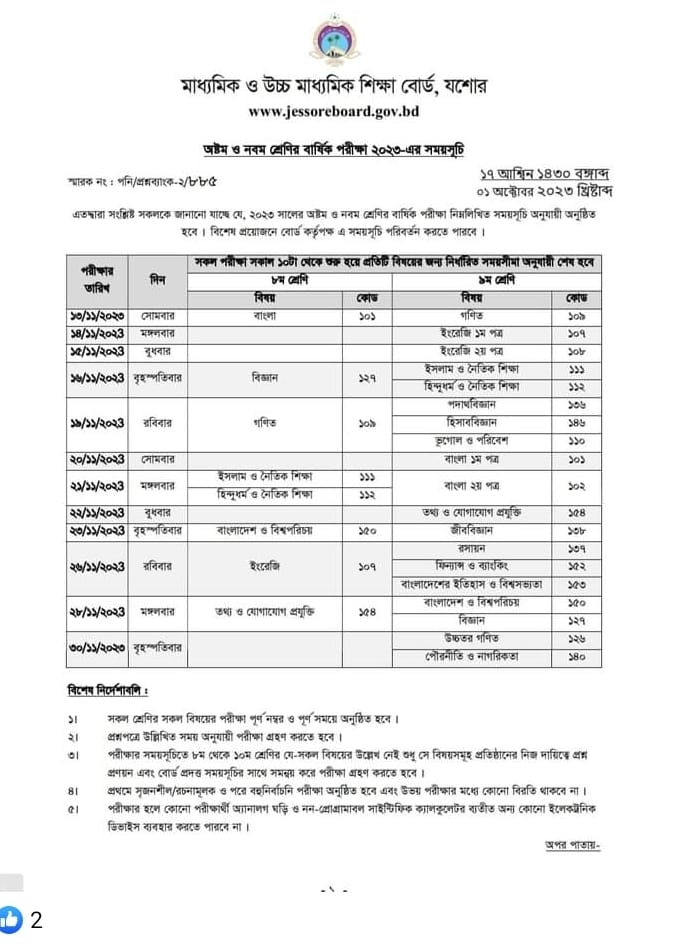 মাধ্যমিক ও উচ্চ মাধ্যমিক শিক্ষা বোর্ড, যশোর
www.jessoreboard.gov.bd
অষ্টম ও নবম শ্রেণির বার্ষিক পরীক্ষা ২০২৩-এর সময়সূচি
স্মারক নং : পনি/প্রশ্নব্যাংক-২/৮৮৫
১৭ আশ্বিন ১৪৩০ বঙ্গাব্দ
০১ অক্টোবর ২০২৩ খ্রিষ্টাব্দ
এতদ্বারা সংশ্লিষ্ট সকলকে জানানো যাচ্ছে যে, ২০২৩ সালের অষ্টম ও নবম শ্রেণির বার্ষিক পরীক্ষা নিম্নলিখিত সময়সূচি অনুযায়ী অনুষ্ঠিত
হবে । বিশেষ প্রয়োজনে বোর্ড কর্তৃপক্ষ এ সময়সূচি পরিবর্তন করতে পারবে ।
পরীক্ষার তারিখ দিন সকল পরীক্ষা সকাল ১০টা থেকে শুরু হয়ে প্রতিটি বিষয়ের জন্য নির্ধারিত সময়সীমা অনুযায়ী শেষ হবে
৮ম শ্রেণি ৯ম শ্রেণি
বিষয় কোড বিষয় কোড
১৩/১১/২০২৩ সোমবার বাংলা ১০১ গণিত ১০৯
১৪/১১/২০২৩ মঙ্গলবার ইংরেজি ১ম পত্র ১০৭
১৫/১১/২০২৩ বুধবার ইংরেজি ২য় পত্র ১০৮
১৬/১১/২০২৩ বৃহস্পতিবার বিজ্ঞান ১২৭ ইসলাম ও নৈতিক শিক্ষা ১১১
হিন্দুধর্ম ও নৈতিক শিক্ষা ১১২
১৯/১১/২০২৩ রবিবার গণিত ১০৯ পদার্থবিজ্ঞান ১৩৬
হিসাববিজ্ঞান ১৪৬
ভূগোল ও পরিবেশ ১১০
২০/১১/২০২৩ সোমবার বাংলা ১ম পত্র ১০১
২১/১১/২০২৩ মঙ্গলবার ইসলাম ও নৈতিক শিক্ষা ১১১ বাংলা ২য় পত্র ১০২
হিন্দুধর্ম ও নৈতিক শিক্ষা ১১২
২২/১১/২০২৩ বুধবার তথ্য ও যোগাযোগ প্রযুক্তি ১৫৪
২৩/১১/২০২৩ বৃহস্পতিবার বাংলাদেশ ও বিশ্বপরিচয় ১৫০ জীববিজ্ঞান ১৩৮
২৬/১১/২০২৩ রবিবার ইংরেজি ১০৭ রসায়ন ১৩৭
ফিন্যান্স ও ব্যাংকিং ১৫২
বাংলাদেশের ইতিহাস ও বিশ্বসভ্যতা ১৫৩
২৮/১১/২০২৩ মঙ্গলবার তথ্য ও যোগাযোগ প্রযুক্তি ১৫৪ বাংলাদেশ ও বিশ্বপরিচয় ১৫০
বিজ্ঞান ১২৭
৩০/১১/২০২৩ বৃহস্পতিবার উচ্চতর গণিত ১২৬
পৌরনীতি ও নাগরিকতা ১৪০
বিশেষ নির্দেশাবলি :
১। সকল শ্রেণির সকল বিষয়ের পরীক্ষা পূর্ণ নম্বর ও পূর্ণ সময়ে অনুষ্ঠিত হবে ।
২। প্রশ্নপত্রে উল্লিখিত সময় অনুযায়ী পরীক্ষা গ্রহণ করতে হবে ।
৩। পরীক্ষার সময়সূচিতে ৮ম থেকে ১০ম শ্রেণির যে-সকল বিষয়ের উল্লেখ নেই শুধু সে বিষয়সমূহ প্রতিষ্ঠানের নিজ দায়িত্বে প্রশ্ন
প্রণয়ন এবং বোর্ড প্রদত্ত সময়সূচির সাথে সমন্বয় করে পরীক্ষা গ্রহণ করতে হবে ।
৪। প্রথমে সৃজনশীল/রচনামূলক ও পরে বহুনির্বাচনি পরীক্ষা অনুষ্ঠিত হবে এবং উভয় পরীক্ষার মধ্যে কোনো বিরতি থাকবে না ।
৫। পরীক্ষার হলে কোনো পরীক্ষার্থী অ্যানালগ ঘড়ি ও নন-প্রোগ্রামাবল সাইন্টিফিক ক্যালকুলেটর ব্যতীত অন্য কোনো ইলেকট্রনিক
ডিভাইস ব্যবহার করতে পারবে না ।
অপর পাতায়-
-১-
2